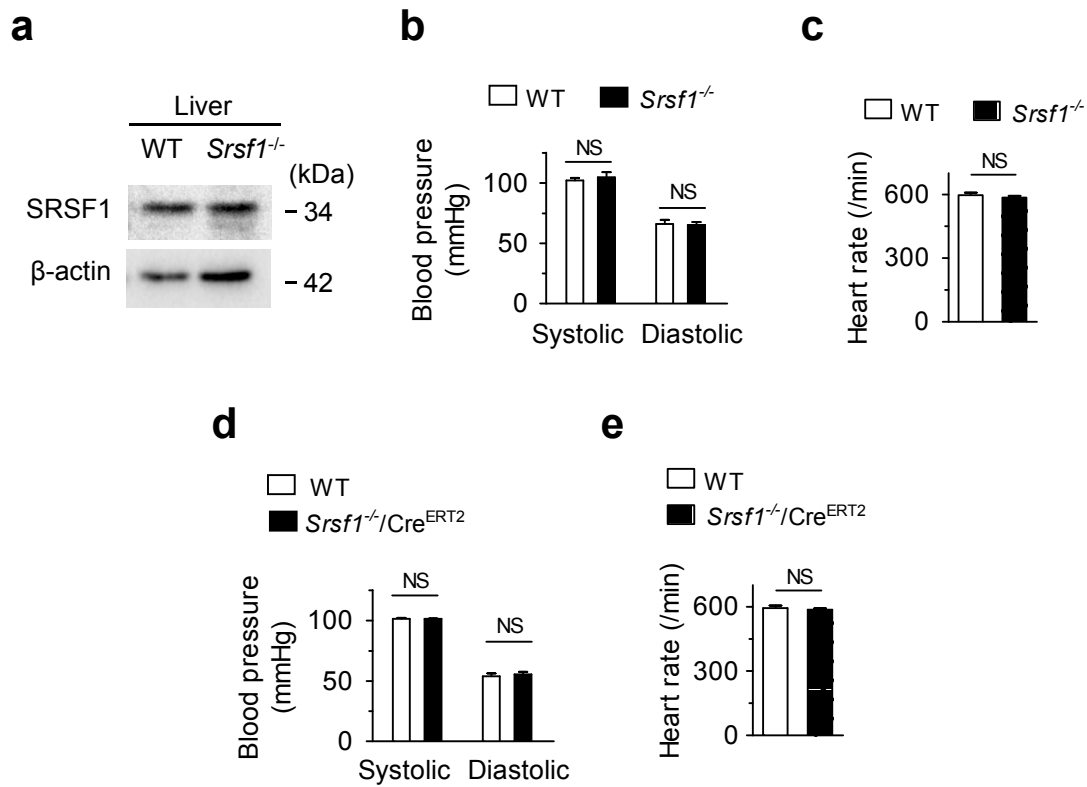 a
Liver
WT Srsf1-/-
(kDa)
SRSF1
– 34
β-actin
– 42
b
WT Srsf1-/-
Blood pressure
(mmHg)
100
50
0
NS
NS
Systolic Diastolic
c
WT Srsf1-/-
Heart rate (/min)
600
300
0
NS
d
WT
Srsf1-/-/CreERT2
Blood pressure
(mmHg)
100
50
0
NS
NS
Systolic Diastolic
e
WT
Srsf1-/-/CreERT2
Heart rate (/min)
600
300
0
NS